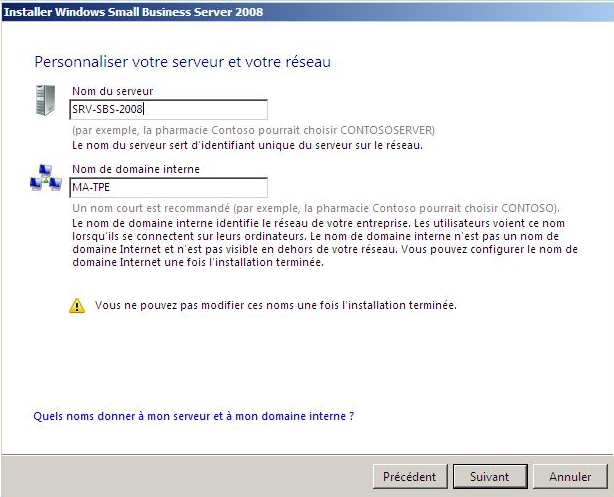 Installer Windows Small Business Server 2008
Personnaliser votre serveur et votre réseau
Nom du serveur
SRV-SBS-2008
(par exemple, la pharmacie Contoso pourrait choisir CONTOSOSERVER)
Le nom du serveur sert d'identifiant unique du serveur sur le réseau.
Nom de domaine interne
MA-TPE
Un nom court est recommandé (par exemple, la pharmacie Contoso pourrait choisir CONTOSO).
Le nom de domaine interne identifie le réseau de votre entreprise. Les utilisateurs voient ce nom
lorsqu'ils se connectent sur leurs ordinateurs. Le nom de domaine interne n'est pas un nom de
domaine Internet et n'est pas visible en dehors de votre réseau. Vous pouvez configurer le nom de
domaine Internet une fois l'installation terminée.
Vous ne pouvez pas modifier ces noms une fois l'installation terminée.
Quels noms donner à mon serveur et à mon domaine interne ?
Précédent
Suivant
Annuler